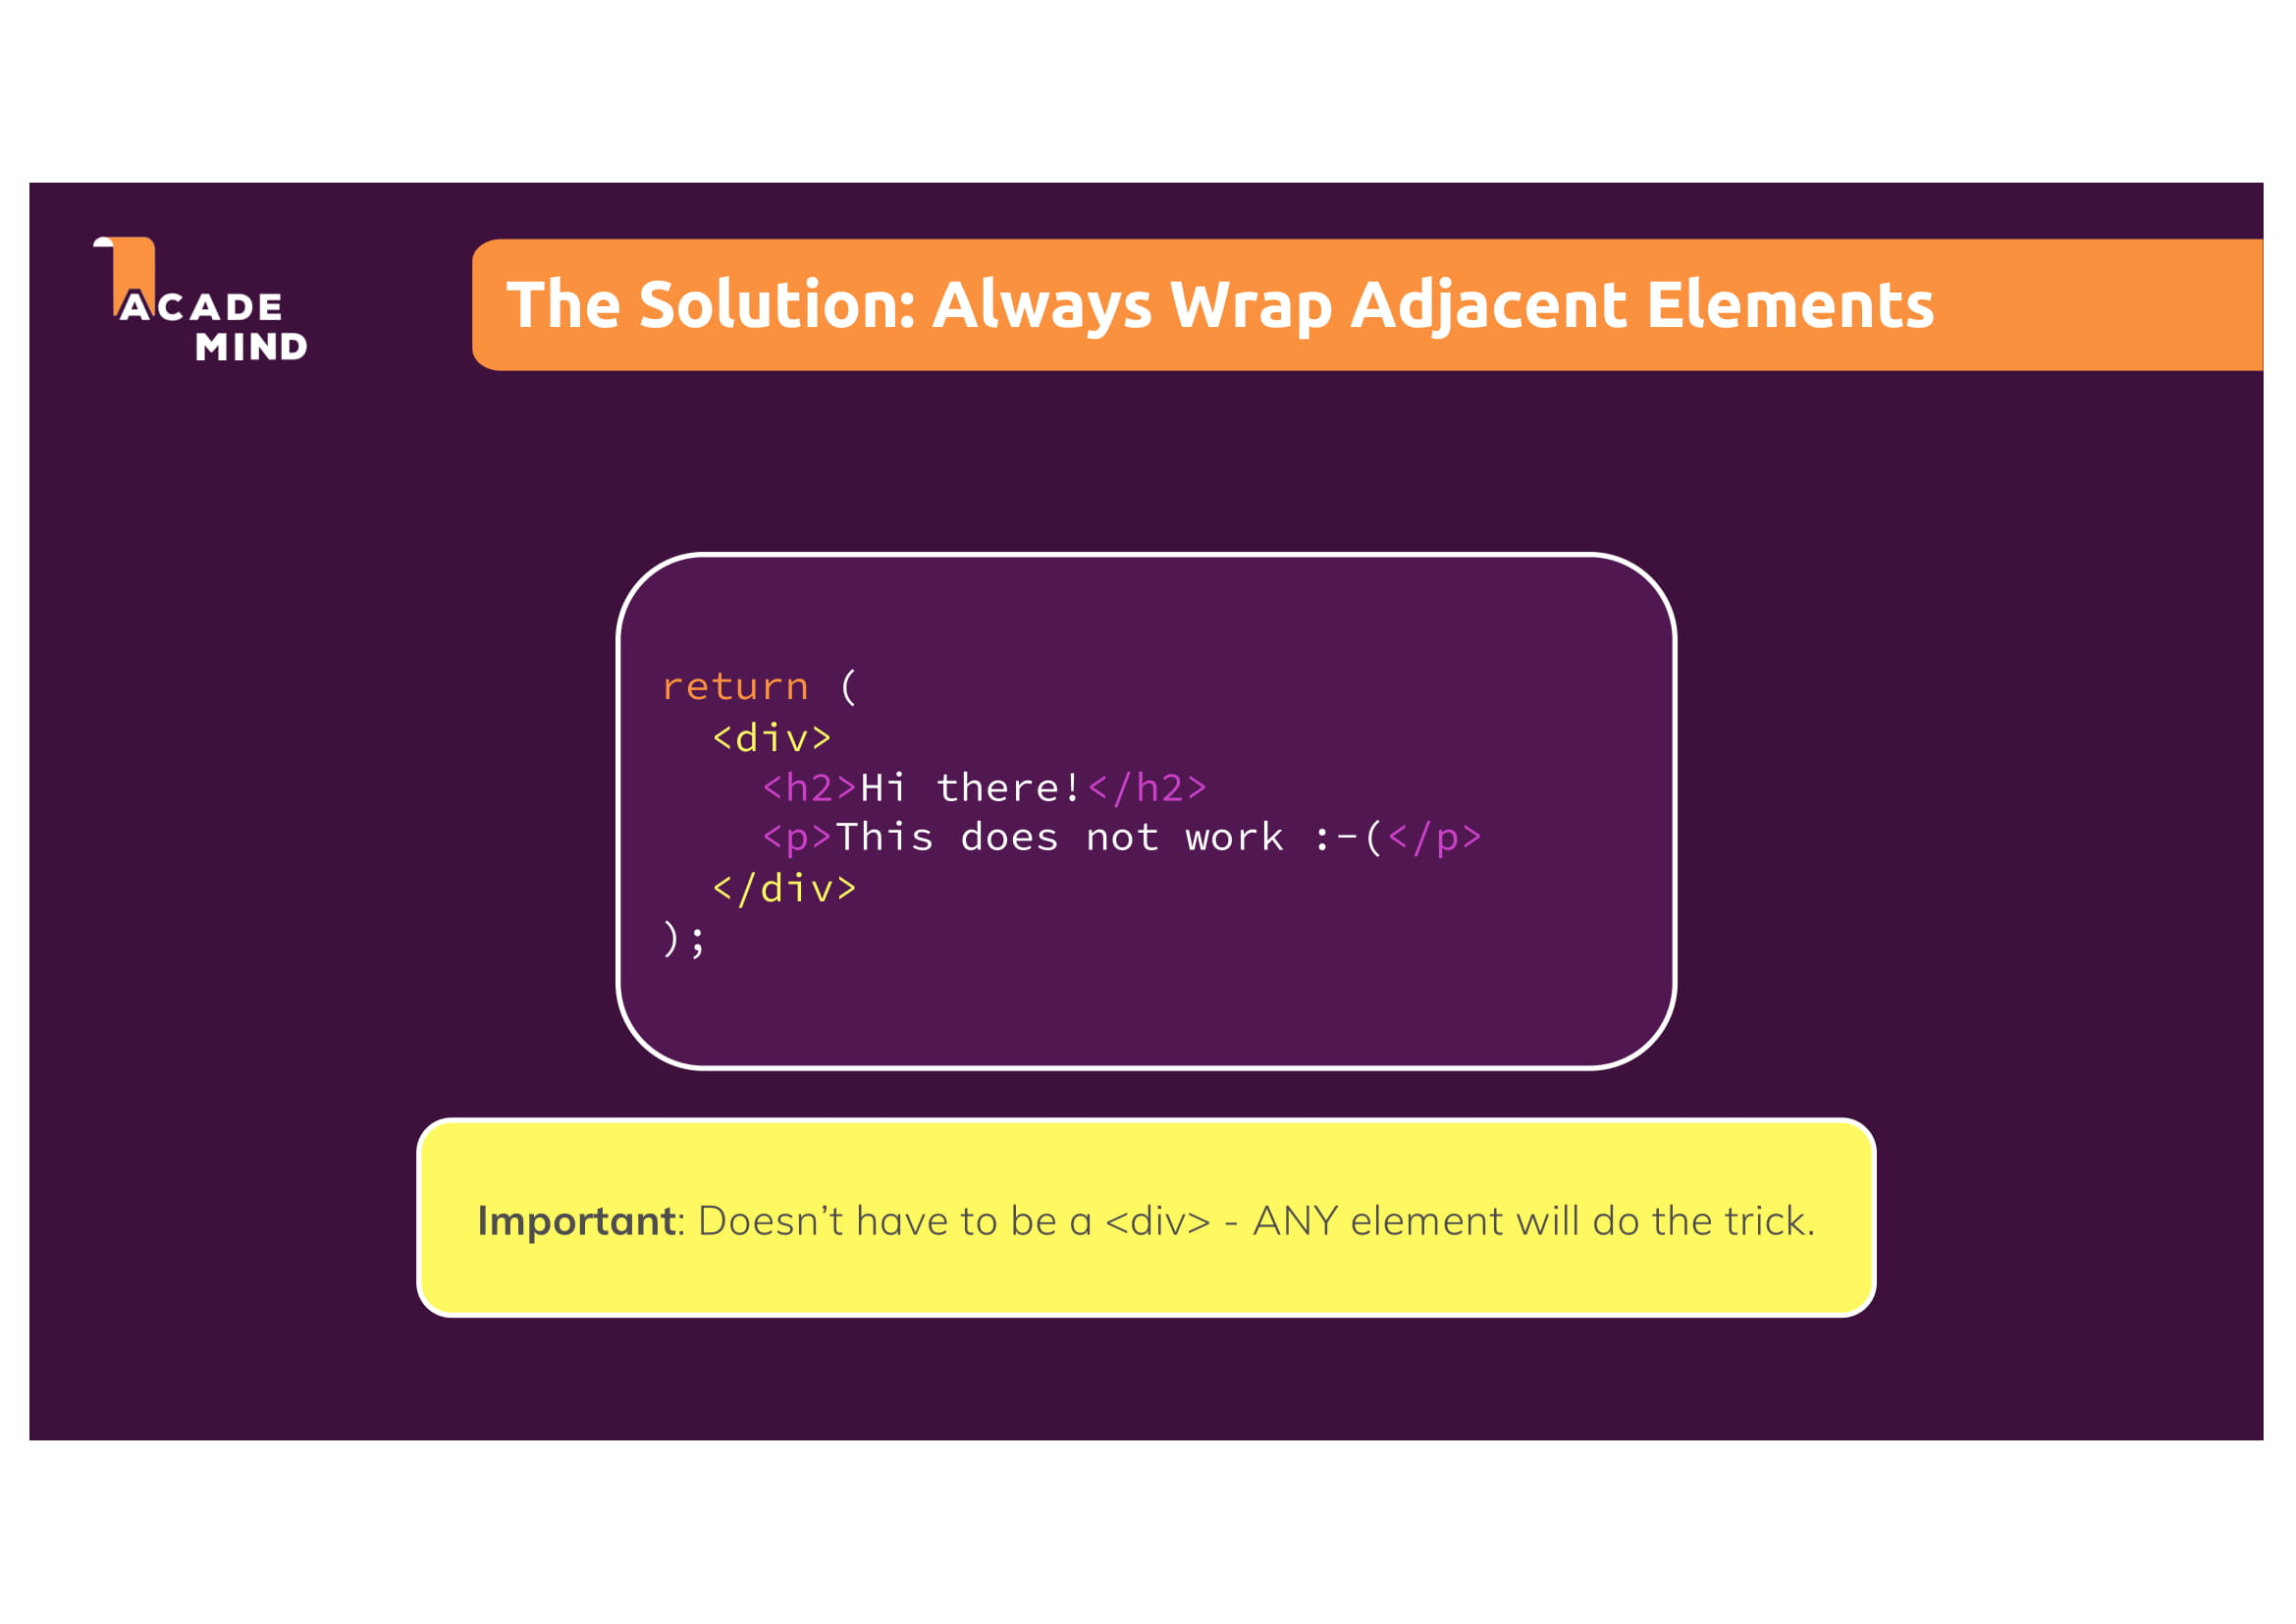 ACADE
MIND
The Solution: Always Wrap Adjacent Elements
return (
  <div>
    <h2>Hi there!</h2>
    <p>This does not work :-(</p>
  </div>
);
Important: Doesn’t have to be a <div> - ANY element will do the trick.